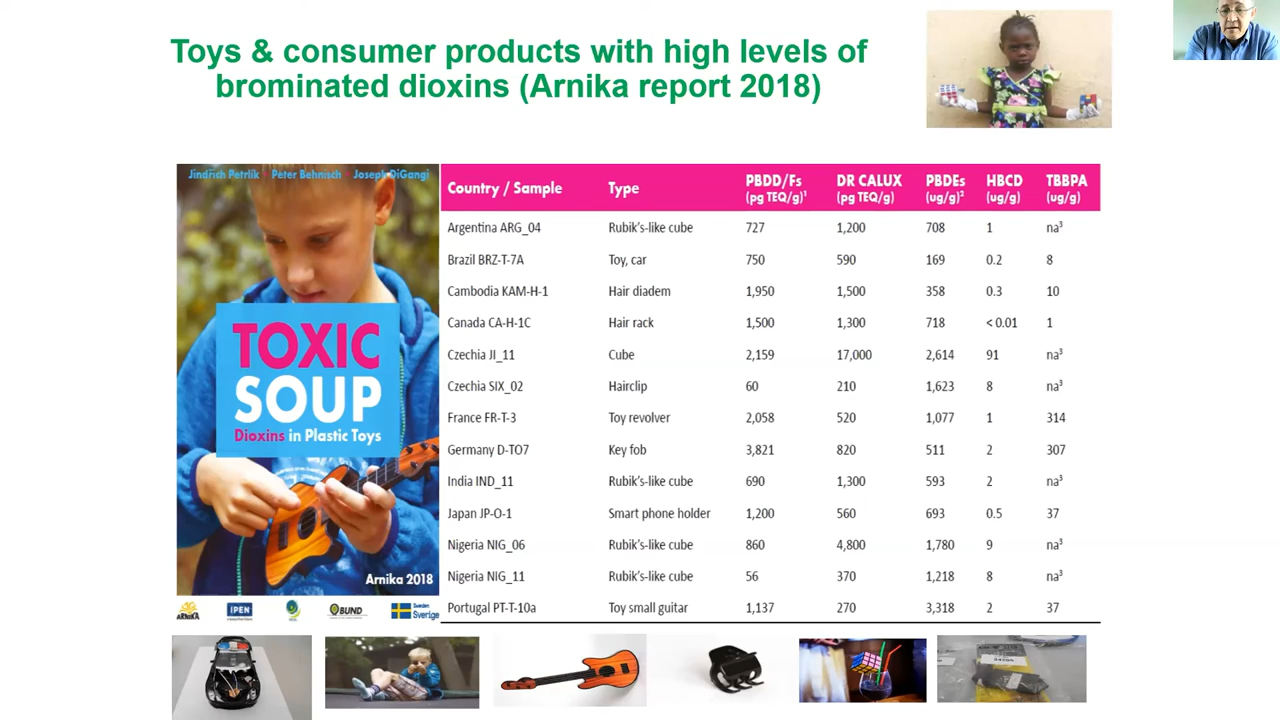 Toys & consumer products with high levels of
brominated dioxins (Arnika report 2018)
Jindřich Petrlík Peter Behnisch Joseph DiGangi
TOXIC
SOUP
Dioxins in Plastic Toys
Arnika 2018
ARNIKA IPEN BUND Sweden Sverige
Country / Sample Type PBDD/Fs (pg TEQ/g)¹ DR CALUX (pg TEQ/g) PBDEs (ug/g)² HBCD (ug/g) TBBPA (ug/g)
Argentina ARG_04 Rubik's-like cube 727 1,200 708 1 na³
Brazil BRZ-T-7A Toy, car 750 590 169 0.2 8
Cambodia KAM-H-1 Hair diadem 1,950 1,500 358 0.3 10
Canada CA-H-1C Hair rack 1,500 1,300 718 < 0.01 1
Czechia JI_11 Cube 2,159 17,000 2,614 91 na³
Czechia SIX_02 Hairclip 60 210 1,623 8 na³
France FR-T-3 Toy revolver 2,058 520 1,077 1 314
Germany D-TO7 Key fob 3,821 820 511 2 307
India IND_11 Rubik's-like cube 690 1,300 593 2 na³
Japan JP-O-1 Smart phone holder 1,200 560 693 0.5 37
Nigeria NIG_06 Rubik's-like cube 860 4,800 1,780 9 na³
Nigeria NIG_11 Rubik's-like cube 56 370 1,218 8 na³
Portugal PT-T-10a Toy small guitar 1,137 270 3,318 2 37